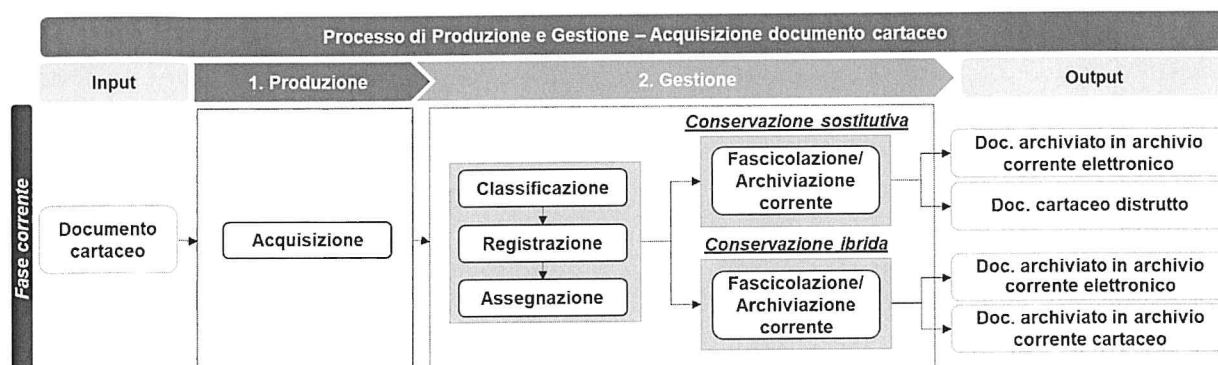 Processo di Produzione e Gestione – Acquisizione documento cartaceo
Input
1. Produzione
2. Gestione
Output
Fase corrente
Documento
cartaceo
Acquisizione
Classificazione
Registrazione
Assegnazione
Conservazione sostitutiva
Fascicolazione/
Archiviazione
corrente
Conservazione ibrida
Fascicolazione/
Archiviazione
corrente
Doc. archiviato in archivio
corrente elettronico
Doc. cartaceo distrutto
Doc. archiviato in archivio
corrente elettronico
Doc. archiviato in archivio
corrente cartaceo